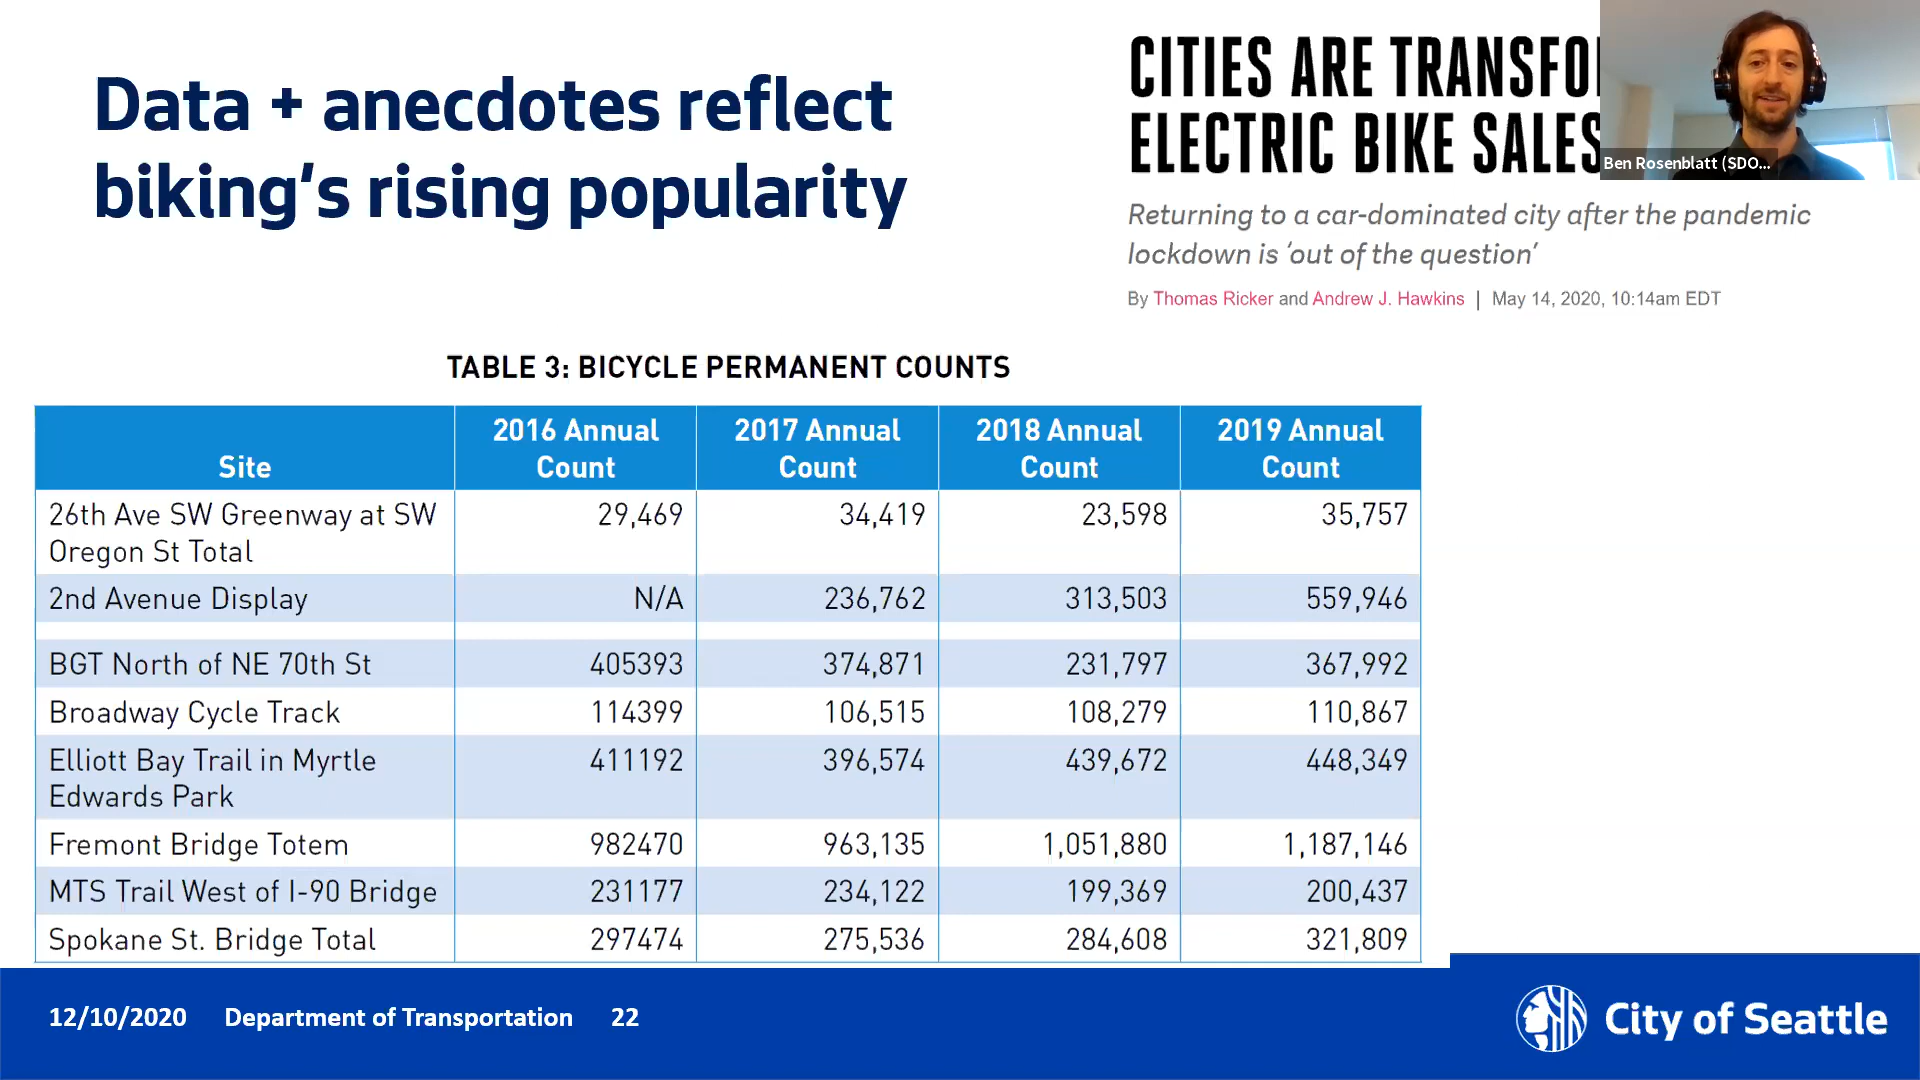 Data + anecdotes reflect
biking's rising popularity
CITIES ARE TRANSFO
ELECTRIC BIKE SALES
Returning to a car-dominated city after the pandemic
lockdown is 'out of the question'
By Thomas Ricker and Andrew J. Hawkins | May 14, 2020, 10:14am EDT
Ben Rosenblatt (SDO...
TABLE 3: BICYCLE PERMANENT COUNTS
Site 2016 Annual Count 2017 Annual Count 2018 Annual Count 2019 Annual Count
26th Ave SW Greenway at SW Oregon St Total 29,469 34,419 23,598 35,757
2nd Avenue Display N/A 236,762 313,503 559,946
BGT North of NE 70th St 405393 374,871 231,797 367,992
Broadway Cycle Track 114399 106,515 108,279 110,867
Elliott Bay Trail in Myrtle Edwards Park 411192 396,574 439,672 448,349
Fremont Bridge Totem 982470 963,135 1,051,880 1,187,146
MTS Trail West of I-90 Bridge 231177 234,122 199,369 200,437
Spokane St. Bridge Total 297474 275,536 284,608 321,809
12/10/2020 Department of Transportation 22
City of Seattle